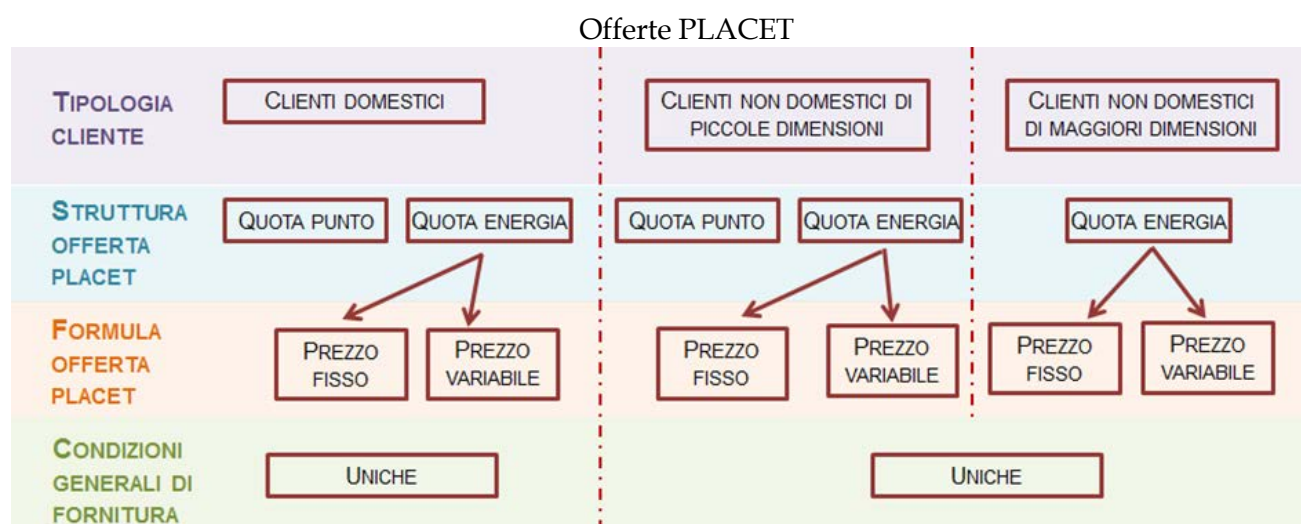 Offerte PLACET
TIPOLOGIA
CLIENTE
CLIENTI DOMESTICI
CLIENTI NON DOMESTICI DI
PICCOLE DIMENSIONI
CLIENTI NON DOMESTICI
DI MAGGIORI DIMENSIONI
STRUTTURA
OFFERTA
PLACET
QUOTA PUNTO
QUOTA ENERGIA
QUOTA PUNTO
QUOTA ENERGIA
QUOTA ENERGIA
FORMULA
OFFERTA
PLACET
PREZZO
FISSO
PREZZO
VARIABILE
PREZZO
FISSO
PREZZO
VARIABILE
PREZZO
FISSO
PREZZO
VARIABILE
CONDIZIONI
GENERALI DI
FORNITURA
UNICHE
UNICHE